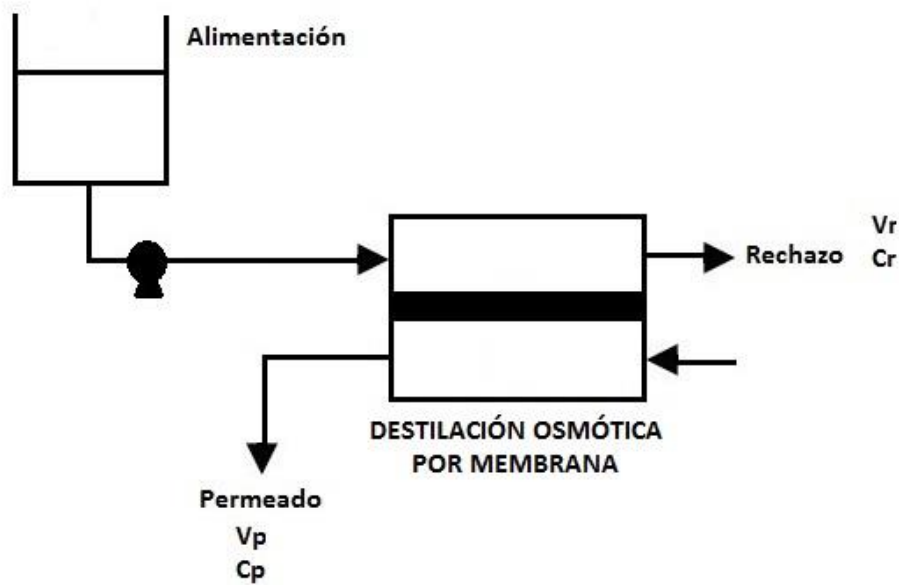 Alimentación
Vr
Rechazo Cr
DESTILACIÓN OSMÓTICA
POR MEMBRANA
Permeado
Vp
Cp